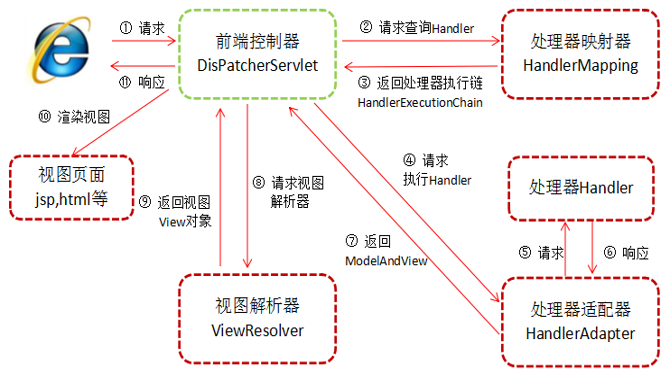 ① 请求
前端控制器
DisPatcherServlet
② 请求查询Handler
处理器映射器
HandlerMapping
⑪ 响应
③ 返回处理器执行链
HandlerExecutionChain
⑩ 渲染视图
视图页面
jsp,html等
⑨ 返回视图
View对象
⑧ 请求视图
解析器
④ 请求
执行Handler
处理器Handler
⑦ 返回
ModelAndView
⑤ 请求
⑥ 响应
视图解析器
ViewResolver
处理器适配器
HandlerAdapter